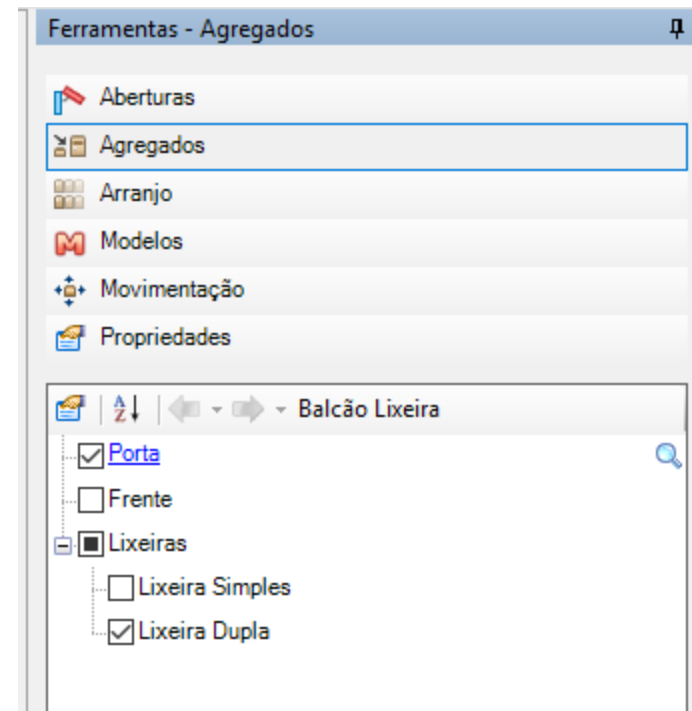 Ferramentas - Agregados
Aberturas
Agregados
Arranjo
Modelos
Movimentação
Propriedades
Balcão Lixeira
Porta
Frente
Lixeiras
Lixeira Simples
Lixeira Dupla